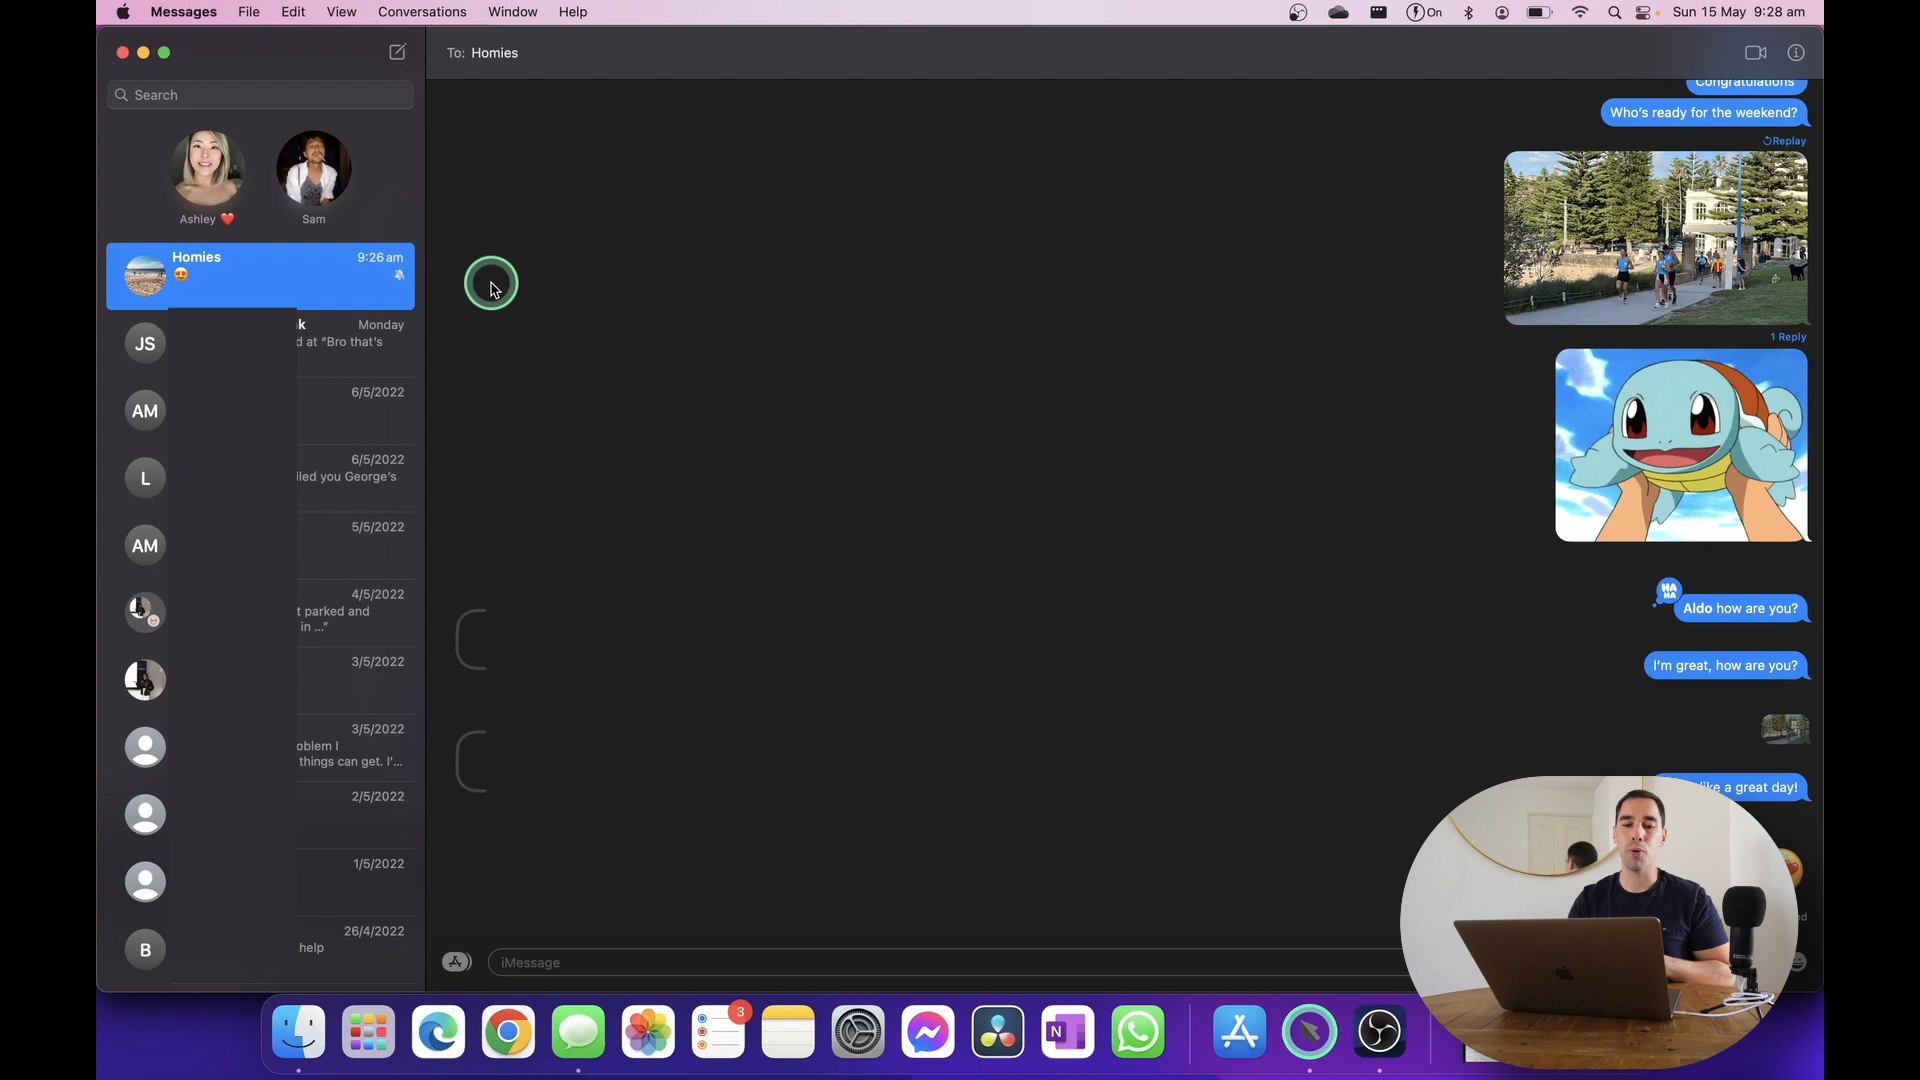 Messages File Edit View Conversations Window Help
On
Sun 15 May 9:28 am
To: Homies
Search
Ashley ❤️
Sam
Homies 9:26 am
😍
JS
k Monday
d at “Bro that’s
AM
6/5/2022
L
6/5/2022
iled you George’s
AM
5/5/2022
4/5/2022
t parked and
in ...”
3/5/2022
3/5/2022
oblem I
things can get. I’...
2/5/2022
1/5/2022
B
26/4/2022
help
Congratulations
Who’s ready for the weekend?
Replay
1 Reply
HA
HA
Aldo how are you?
I’m great, how are you?
like a great day!
iMessage
3
N